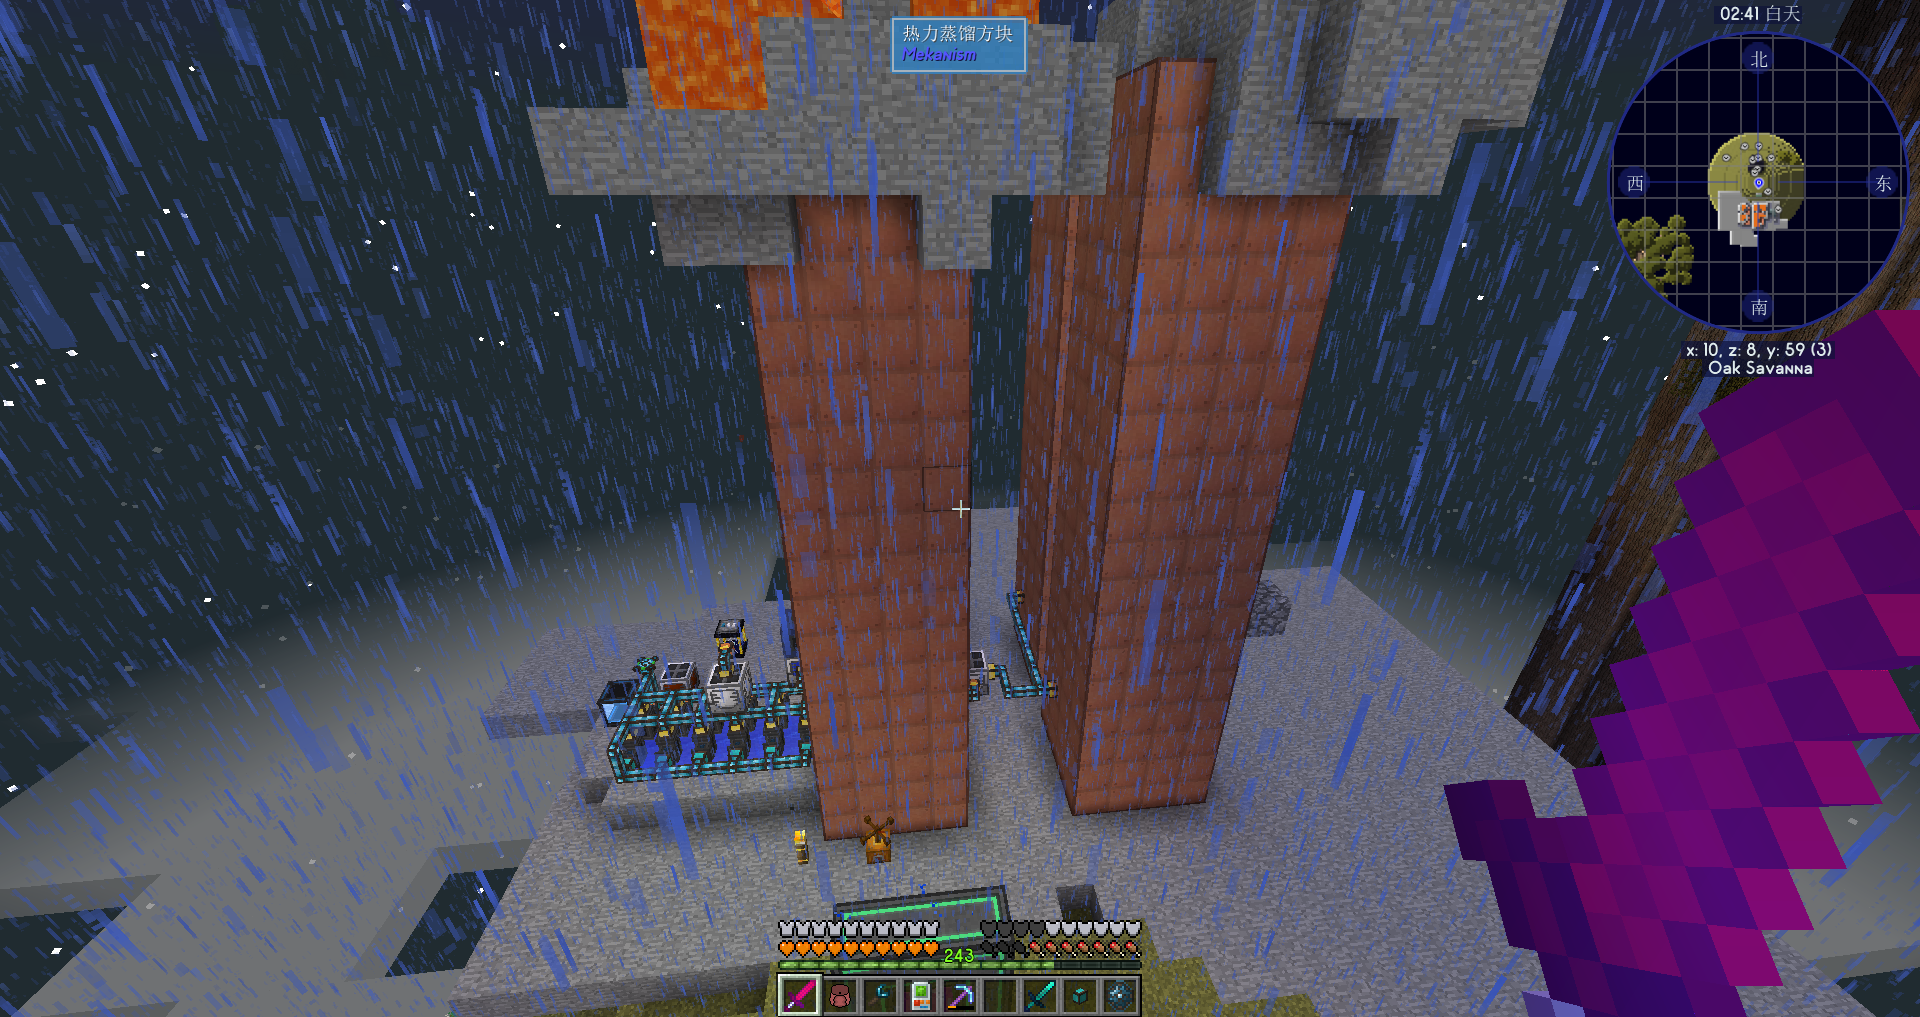 热力蒸馏方块
Mekanism
02:41 白天
北
西
东
南
x: 10, z: 8, y: 59 (3)
Oak Savanna
243